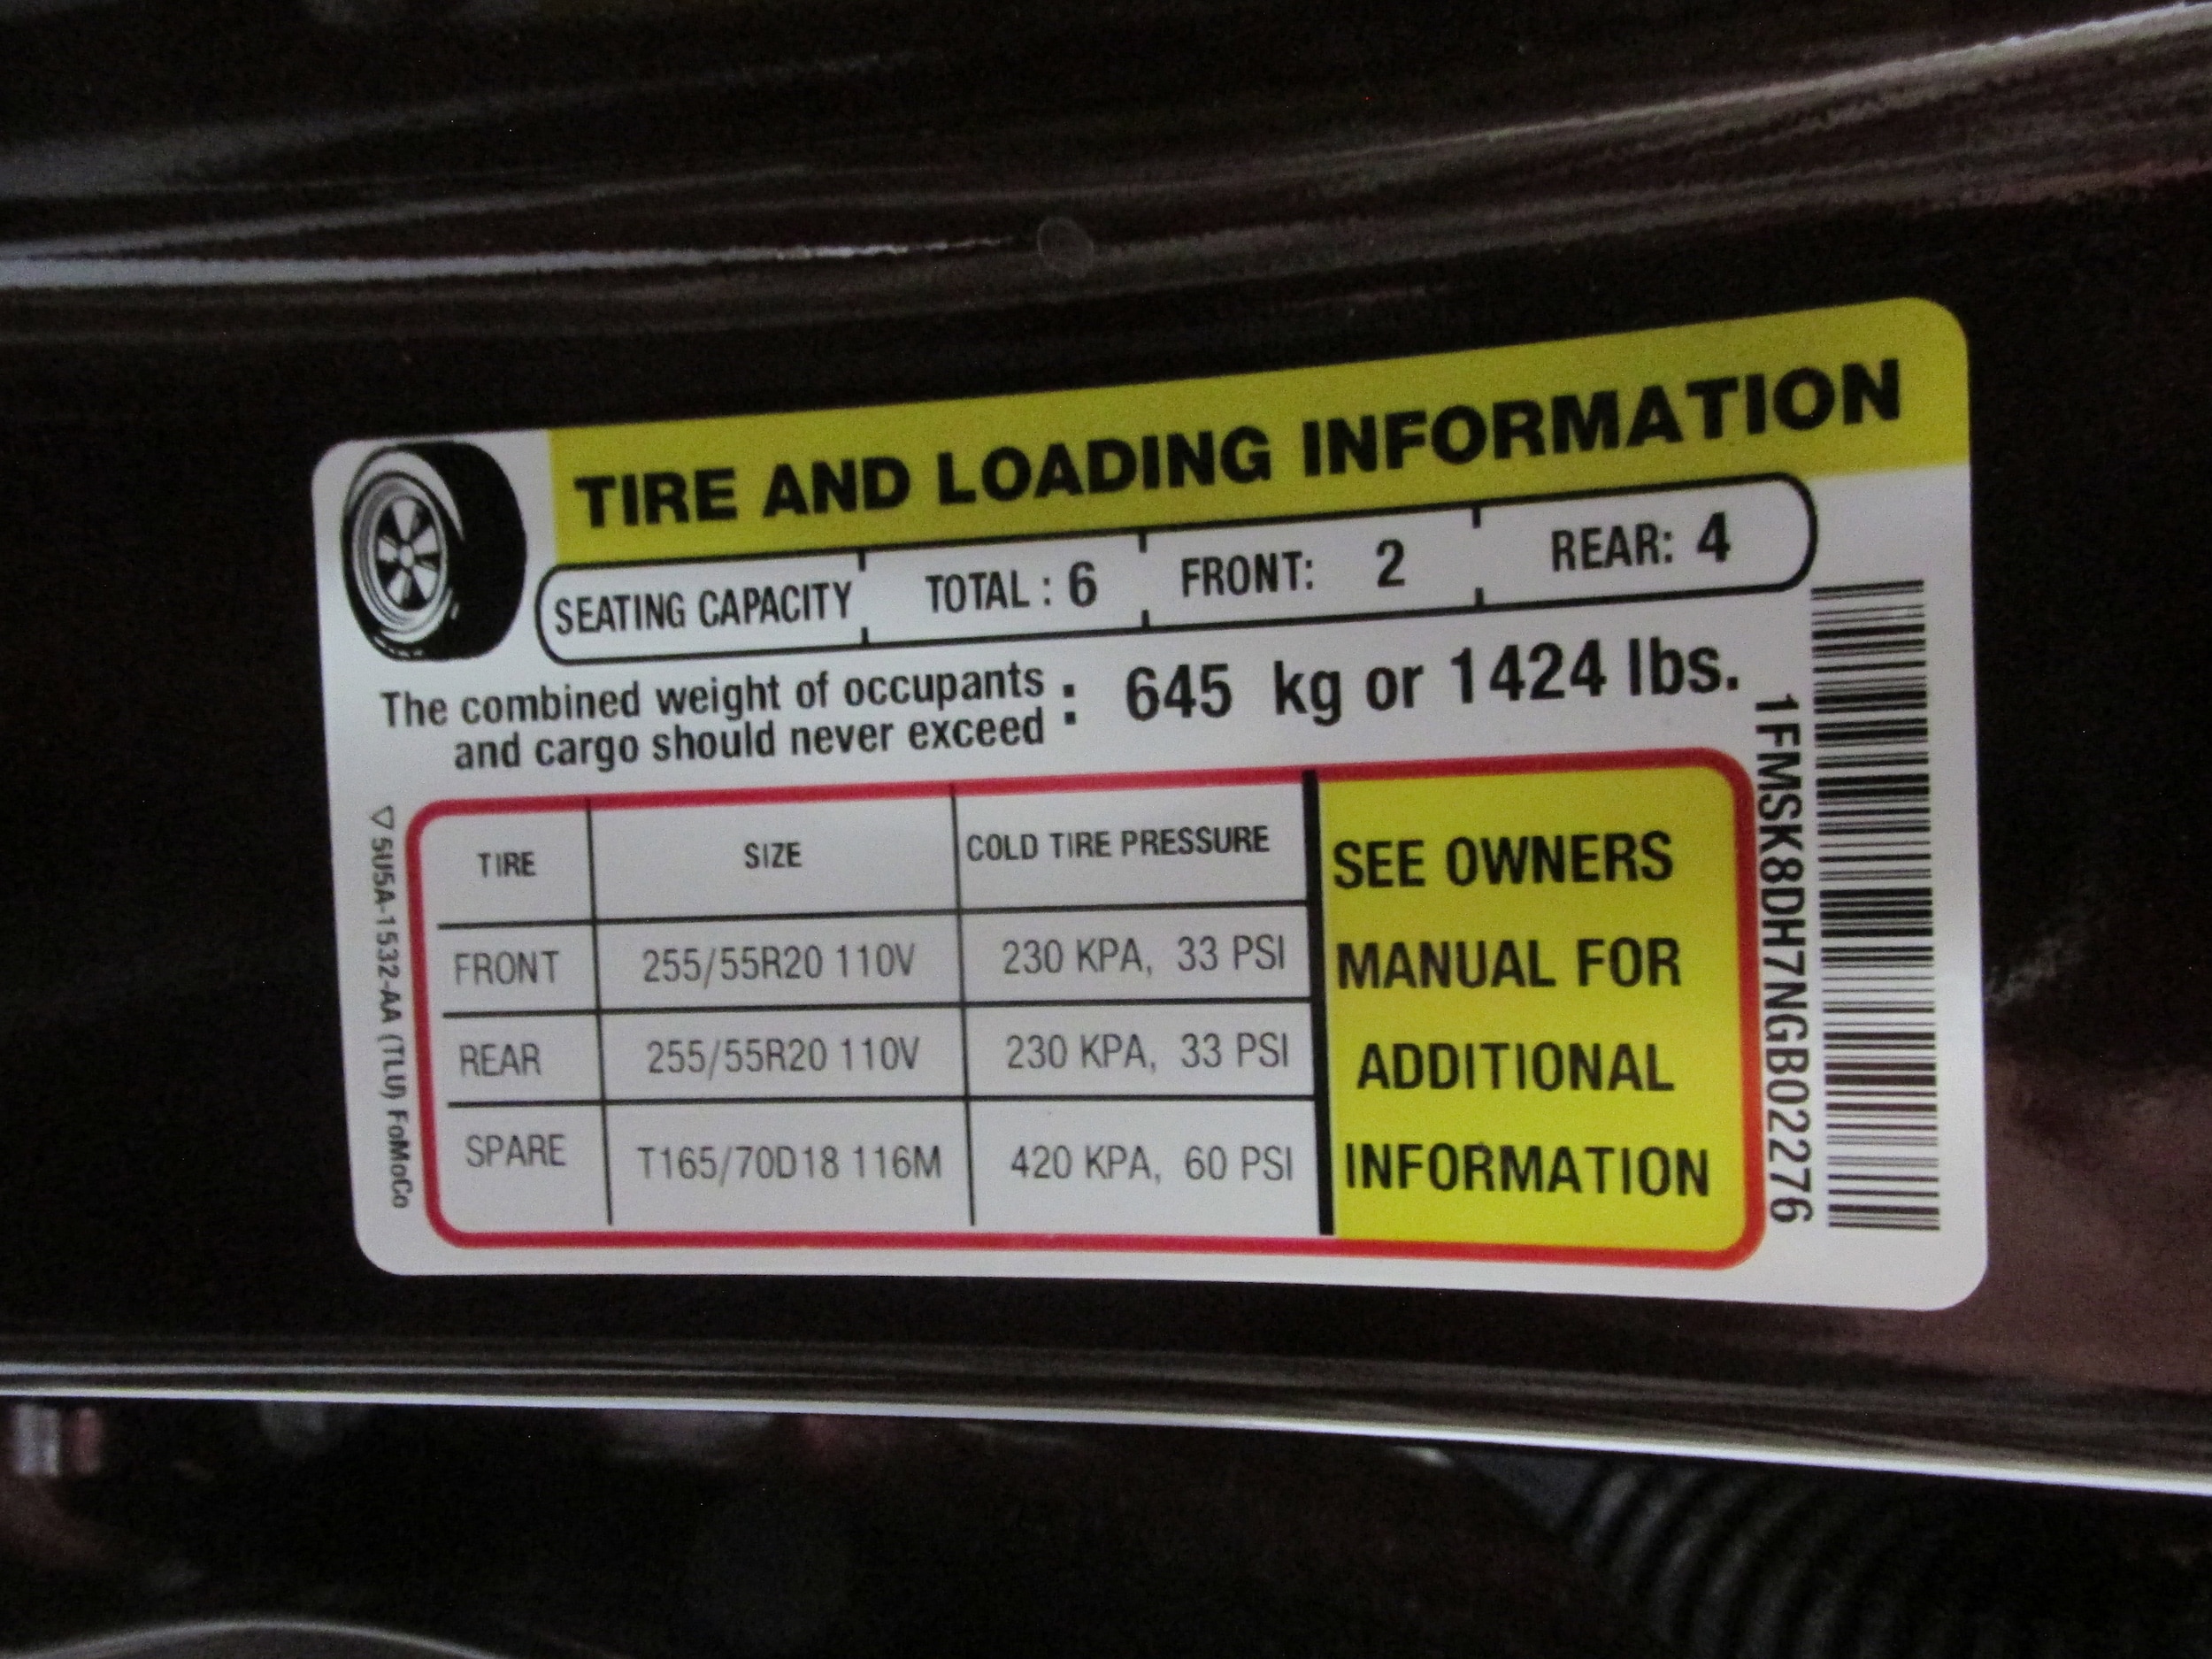 TIRE AND LOADING INFORMATION
SEATING CAPACITY TOTAL : 6 FRONT: 2 REAR: 4
The combined weight of occupants
and cargo should never exceed : 645 kg or 1424 lbs.
TIRE SIZE COLD TIRE PRESSURE
FRONT 255/55R20 110V 230 KPA, 33 PSI
REAR 255/55R20 110V 230 KPA, 33 PSI
SPARE T165/70D18 116M 420 KPA, 60 PSI
SEE OWNERS
MANUAL FOR
ADDITIONAL
INFORMATION
1FMSK8DH7NGB02276
5U5A-1532-AA (TLU) FoMoCo